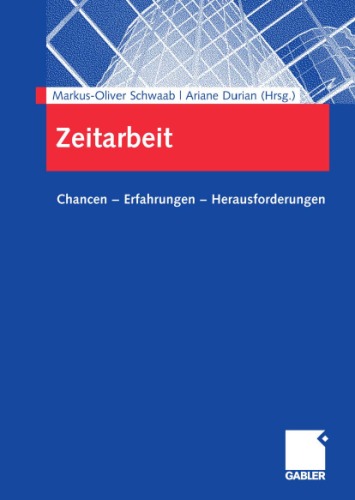 Markus-Oliver Schwaab | Ariane Durian (Hrsg.)
Zeitarbeit
Chancen – Erfahrungen – Herausforderungen
GABLER